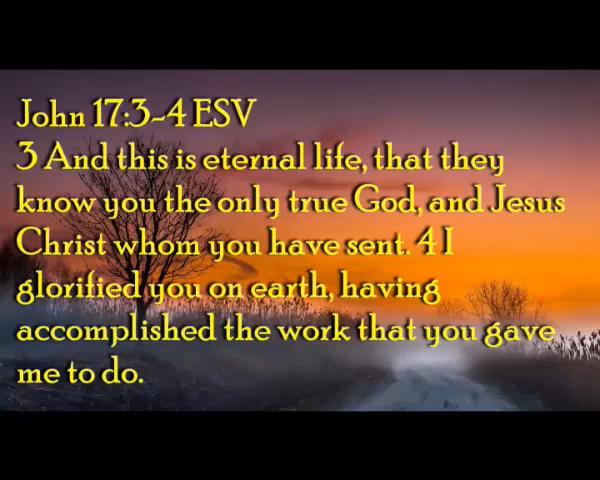 John 17:3-4 ESV
3 And this is eternal life, that they
know you the only true God, and Jesus
Christ whom you have sent. 4 I
glorified you on earth, having
accomplished the work that you gave
me to do.